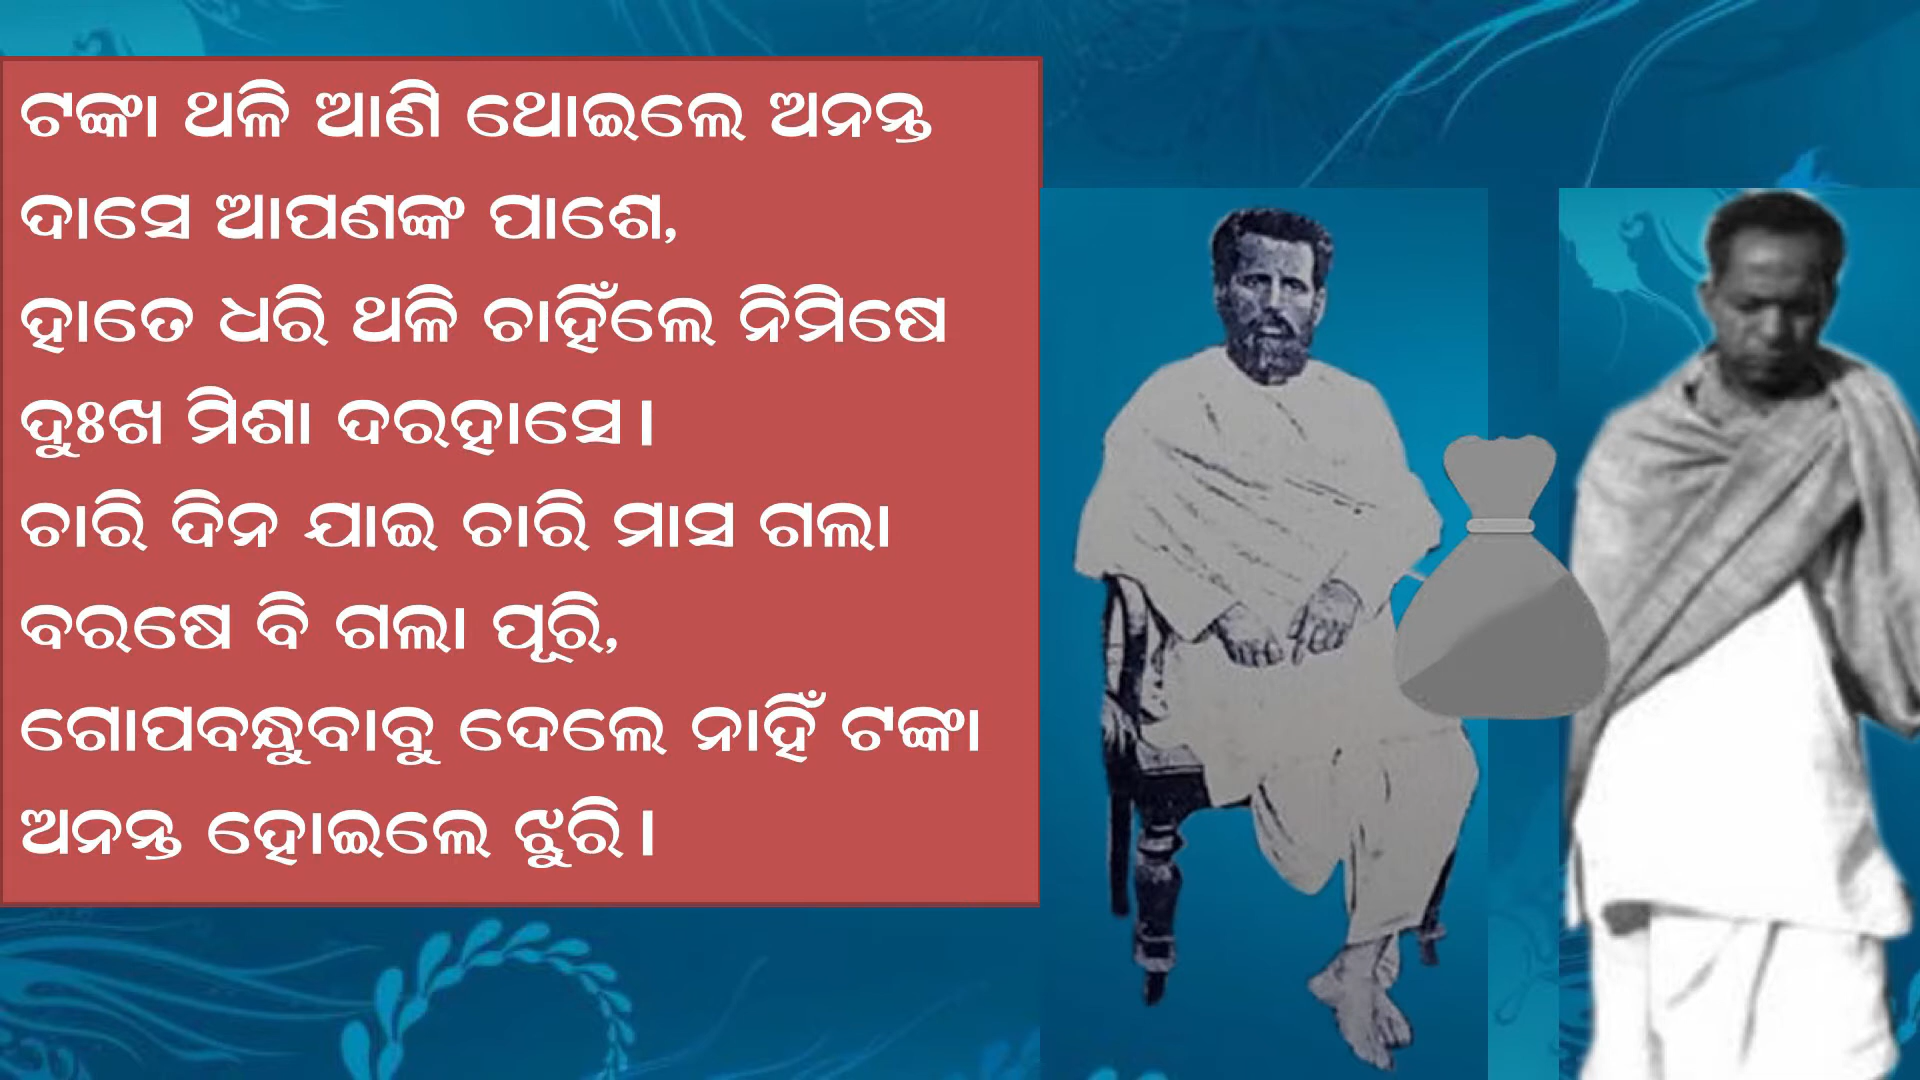 ଟଙ୍କା ଥଳି ଆଣି ଥୋଇଲେ ଅନନ୍ତ
ଦାସେ ଆପଣଙ୍କ ପାଶେ,
ହାତେ ଧରି ଥଳି ଚାହିଁଲେ ନିମିଷେ
ଦୁଃଖ ମିଶା ଦରହାସେ।
ଚାରି ଦିନ ଯାଇ ଚାରି ମାସ ଗଲା
ବରଷେ ବି ଗଲା ପୂରି,
ଗୋପବନ୍ଧୁବାବୁ ଦେଲେ ନାହିଁ ଟଙ୍କା
ଅନନ୍ତ ହୋଇଲେ ଝୁରି।